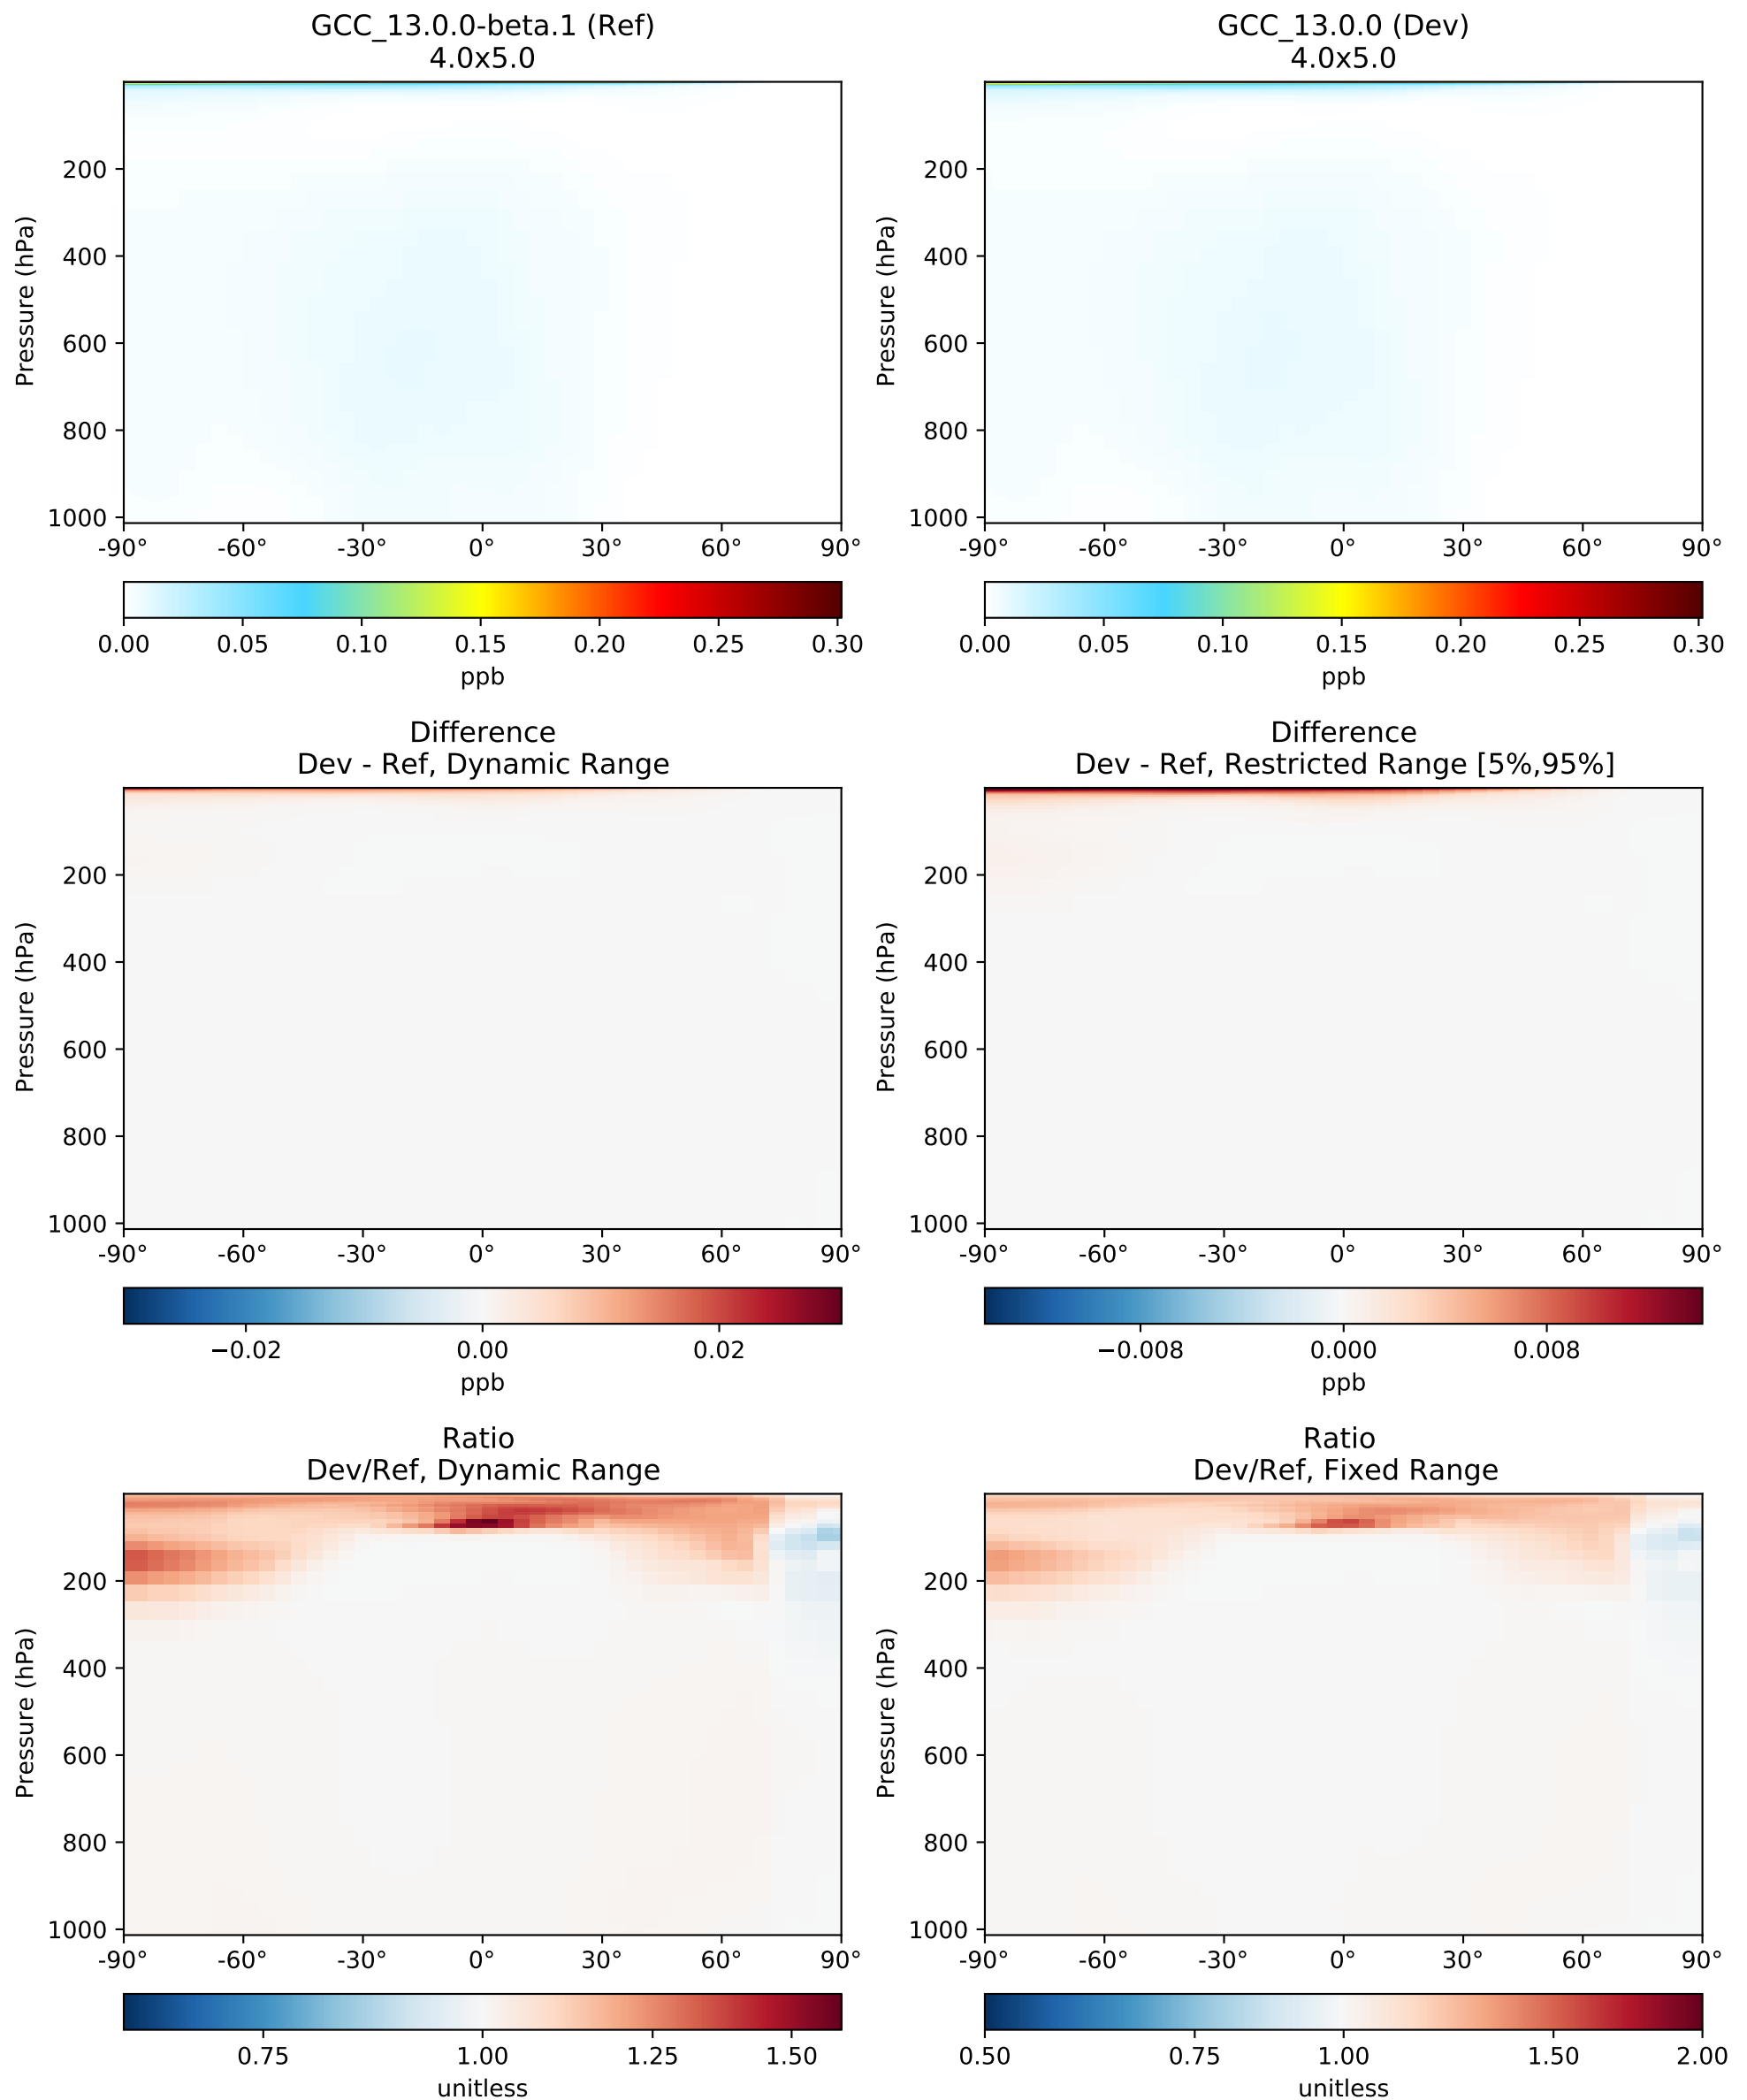 GCC_13.0.0-beta.1 (Ref)
4.0x5.0
Pressure (hPa)
200
400
600
800
1000
-90° -60° -30° 0° 30° 60° 90°
0.00 0.05 0.10 0.15 0.20 0.25 0.30
ppb
GCC_13.0.0 (Dev)
4.0x5.0
Pressure (hPa)
200
400
600
800
1000
-90° -60° -30° 0° 30° 60° 90°
0.00 0.05 0.10 0.15 0.20 0.25 0.30
ppb
Difference
Dev - Ref, Dynamic Range
Pressure (hPa)
200
400
600
800
1000
-90° -60° -30° 0° 30° 60° 90°
−0.02 0.00 0.02
ppb
Difference
Dev - Ref, Restricted Range [5%,95%]
Pressure (hPa)
200
400
600
800
1000
-90° -60° -30° 0° 30° 60° 90°
−0.008 0.000 0.008
ppb
Ratio
Dev/Ref, Dynamic Range
Pressure (hPa)
200
400
600
800
1000
-90° -60° -30° 0° 30° 60° 90°
0.75 1.00 1.25 1.50
unitless
Ratio
Dev/Ref, Fixed Range
Pressure (hPa)
200
400
600
800
1000
-90° -60° -30° 0° 30° 60° 90°
0.50 0.75 1.00 1.50 2.00
unitless